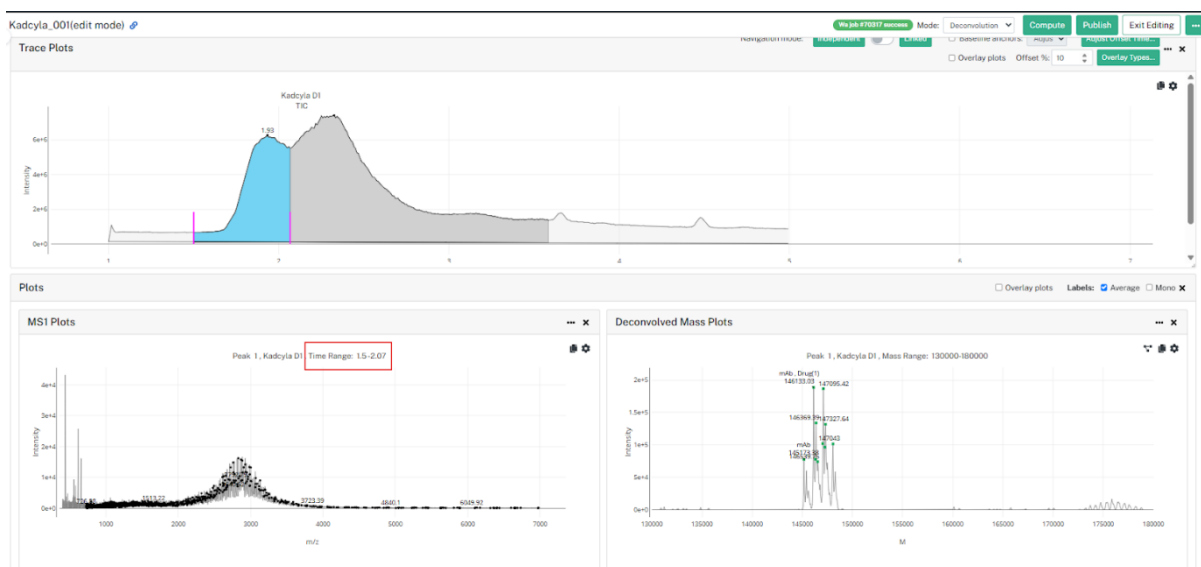 Kadcyla_001(edit mode)
Wa job #70317 success
Mode:
Deconvolution
Compute
Publish
Exit Editing
Trace Plots
Navigation mode:
Independent
Linked
Baseline anchors:
Adjust
Adjust Offset Time...
Overlay plots
Offset %:
10
Overlay Types...
Kadcyla D1
TIC
1.93
6e+6
4e+6
2e+6
0e+0
Intensity
1
2
3
4
5
6
7
Plots
Overlay plots
Labels:
Average
Mono
MS1 Plots
Peak 1 , Kadcyla D1
Time Range: 1.5-2.07
4e+4
3e+4
2e+4
1e+4
0e+0
Intensity
1513.22
3723.39
4840.1
6049.92
1000
2000
3000
4000
5000
6000
7000
m/z
Deconvolved Mass Plots
Peak 1 , Kadcyla D1 , Mass Range: 130000-180000
mAb , Drug(1)
146133.03
147095.42
146369.39
147327.64
147043
mAb
2e+5
1.5e+5
1e+5
5e+4
0e+0
Intensity
130000
135000
140000
145000
150000
155000
160000
165000
170000
175000
180000
M